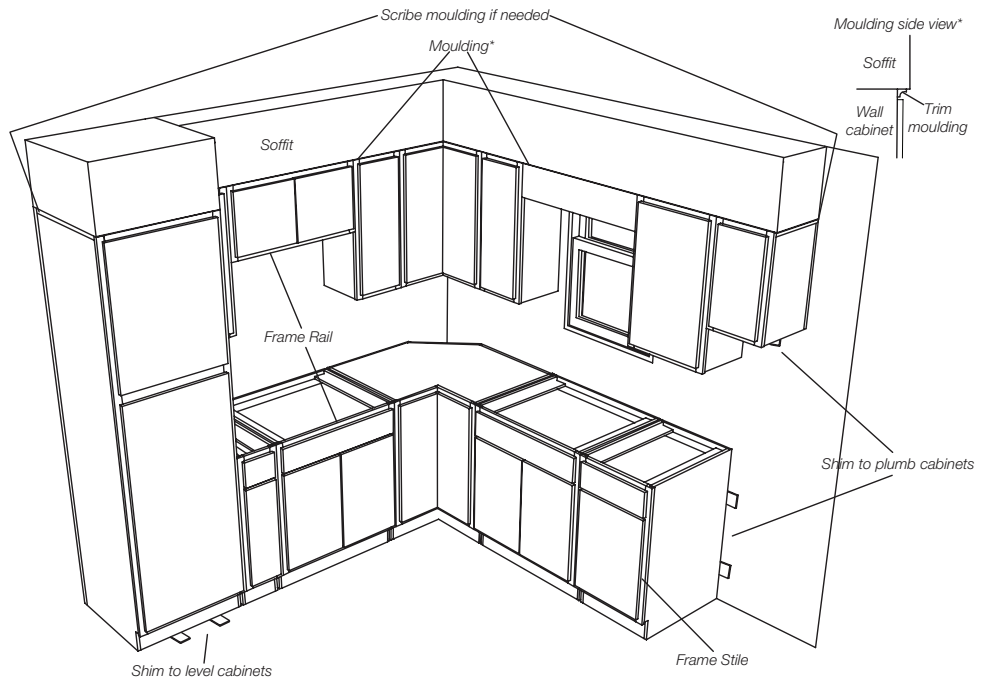 Scribe moulding if needed
Moulding side view*
Moulding*
Soffit
Wall
cabinet
Trim
moulding
Soffit
Frame Rail
Shim to plumb cabinets
Frame Stile
Shim to level cabinets